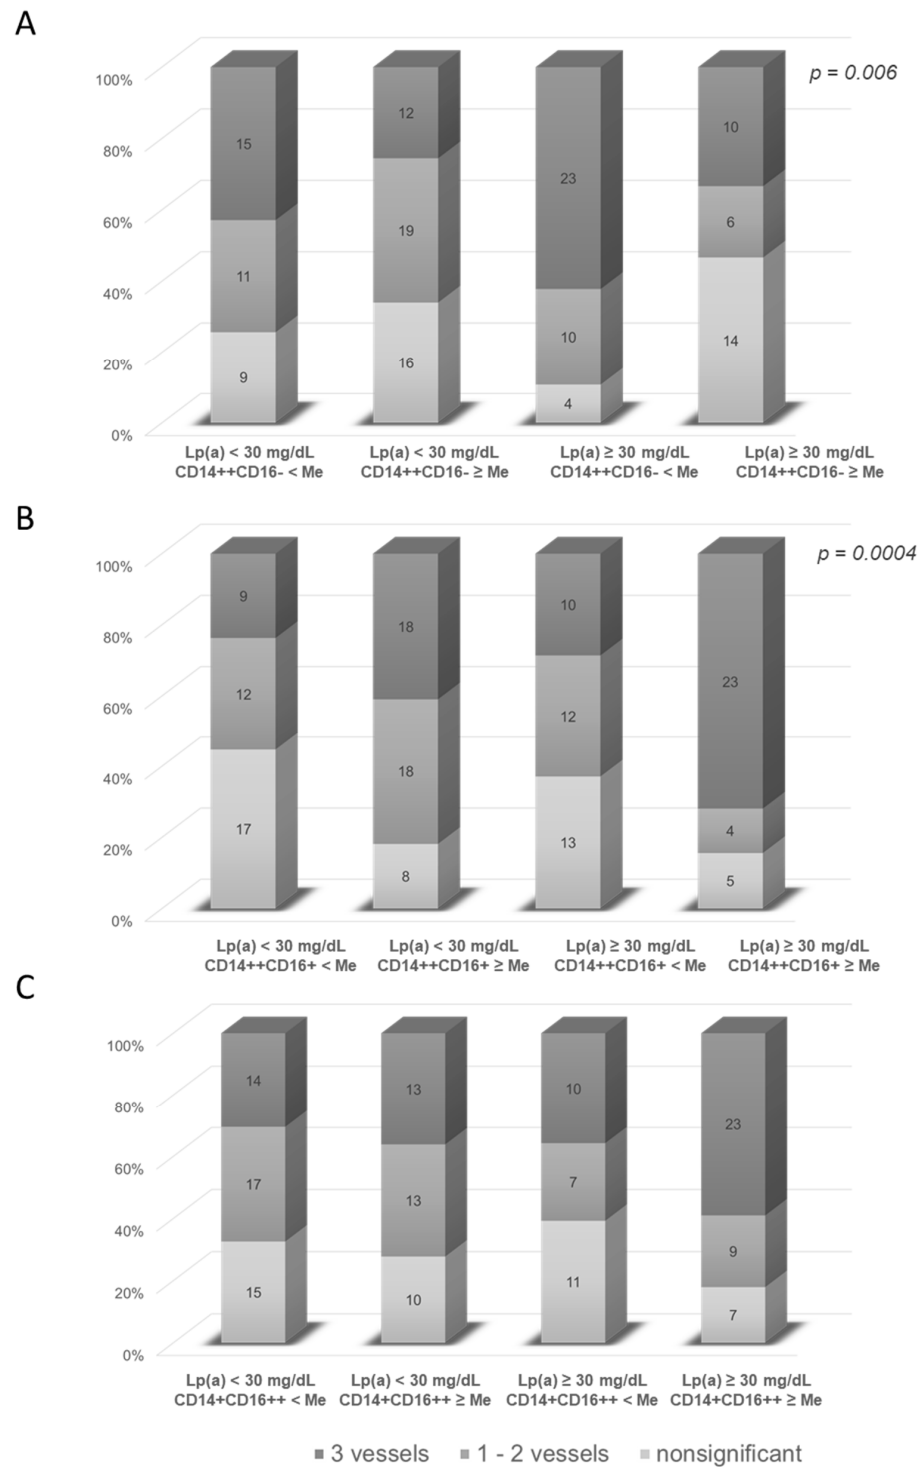 A
p = 0.006
100%
80%
60%
40%
20%
0%
15 12 23 10
11 19 10 6
9 16 4 14
Lp(a) < 30 mg/dL Lp(a) < 30 mg/dL Lp(a) ≥ 30 mg/dL Lp(a) ≥ 30 mg/dL
CD14++CD16- < Me CD14++CD16- ≥ Me CD14++CD16- < Me CD14++CD16- ≥ Me
B
p = 0.0004
100%
80%
60%
40%
20%
0%
9 18 10 23
12 18 12 4
17 8 13 5
Lp(a) < 30 mg/dL Lp(a) < 30 mg/dL Lp(a) ≥ 30 mg/dL Lp(a) ≥ 30 mg/dL
CD14++CD16+ < Me CD14++CD16+ ≥ Me CD14++CD16+ < Me CD14++CD16+ ≥ Me
C
100%
80%
60%
40%
20%
0%
14 13 10 23
17 13 7 9
15 10 11 7
Lp(a) < 30 mg/dL Lp(a) < 30 mg/dL Lp(a) ≥ 30 mg/dL Lp(a) ≥ 30 mg/dL
CD14+CD16++ < Me CD14+CD16++ ≥ Me CD14+CD16++ < Me CD14+CD16++ ≥ Me
3 vessels 1 - 2 vessels nonsignificant